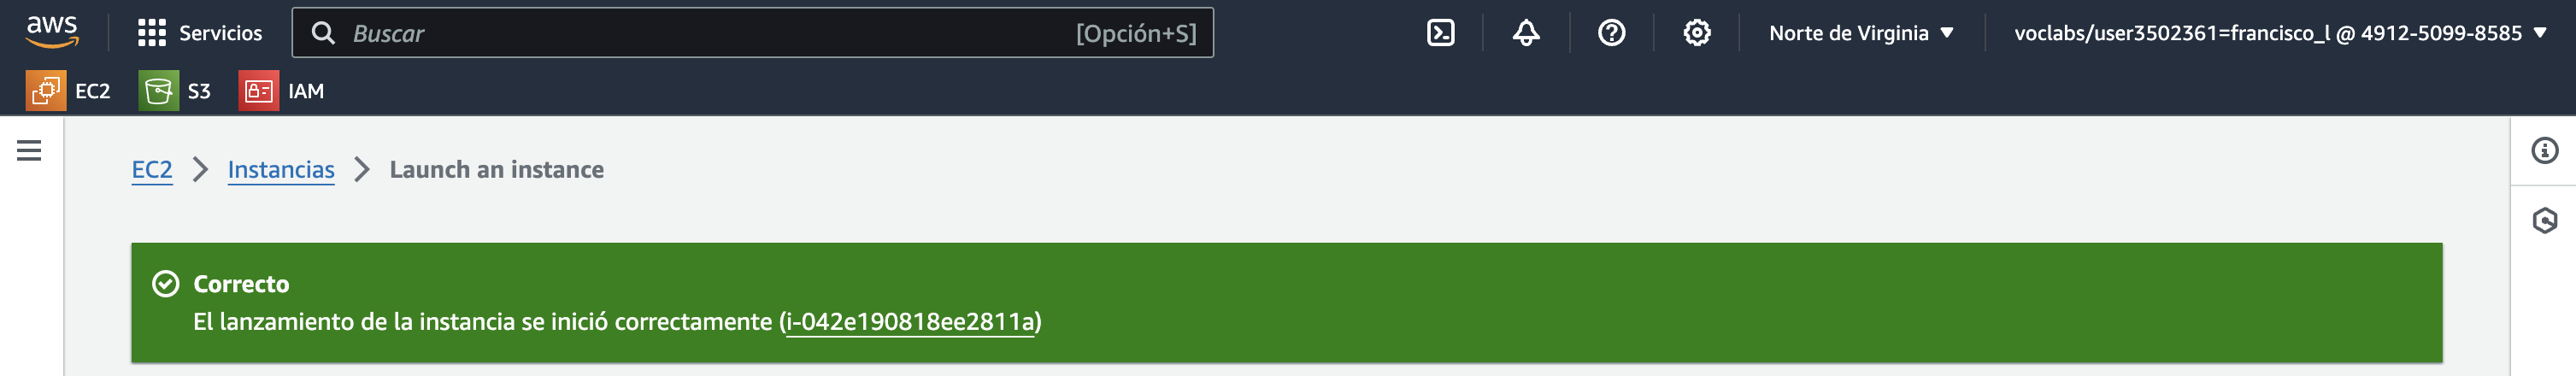 aws Servicios Buscar [Opción+S] Norte de Virginia voclabs/user3502361=francisco_l @ 4912-5099-8585
EC2 S3 IAM
EC2 Instancias Launch an instance
Correcto
El lanzamiento de la instancia se inició correctamente (i-042e190818ee2811a)